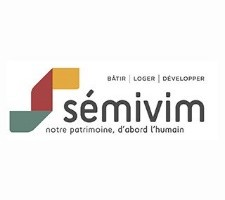 BÂTIR | LOGER | DÉVELOPPER
sémivim
notre patrimoine, d'abord l'humain